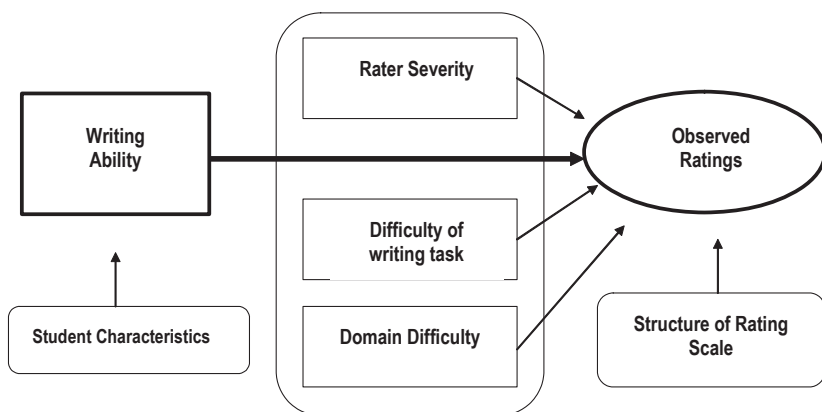 Rater Severity
Writing
Ability
Observed
Ratings
Difficulty of
writing task
Student Characteristics
Domain Difficulty
Structure of Rating
Scale